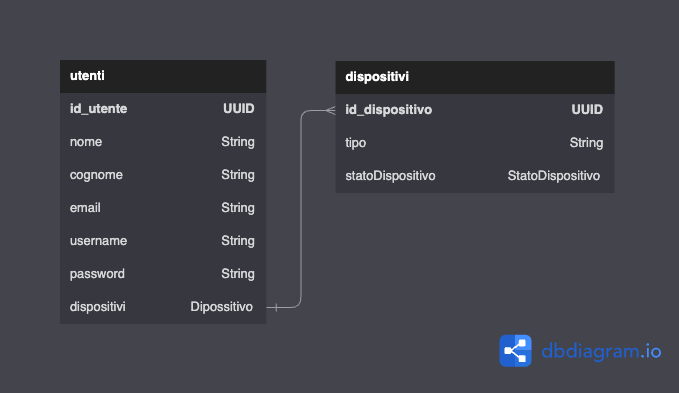 utenti
id_utente UUID
nome String
cognome String
email String
username String
password String
dispositivi Dipossitivo
dispositivi
id_dispositivo UUID
tipo String
statoDispositivo StatoDispositivo
dbdiagram.io